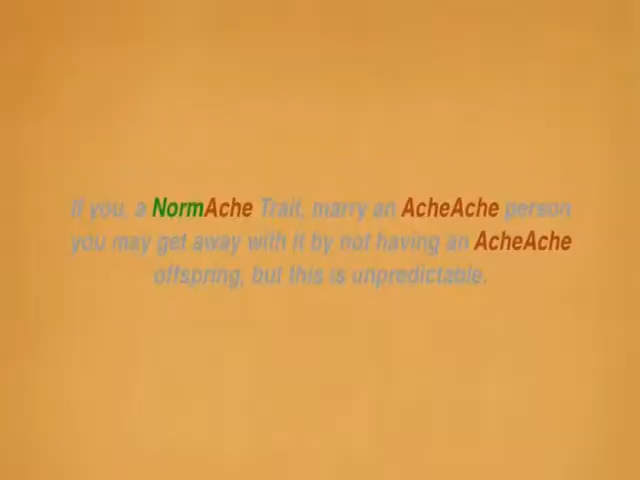 If you, a NormAche Trait, marry an AcheAche person
you may get away with it by not having an AcheAche
offspring, but this is unpredictable.